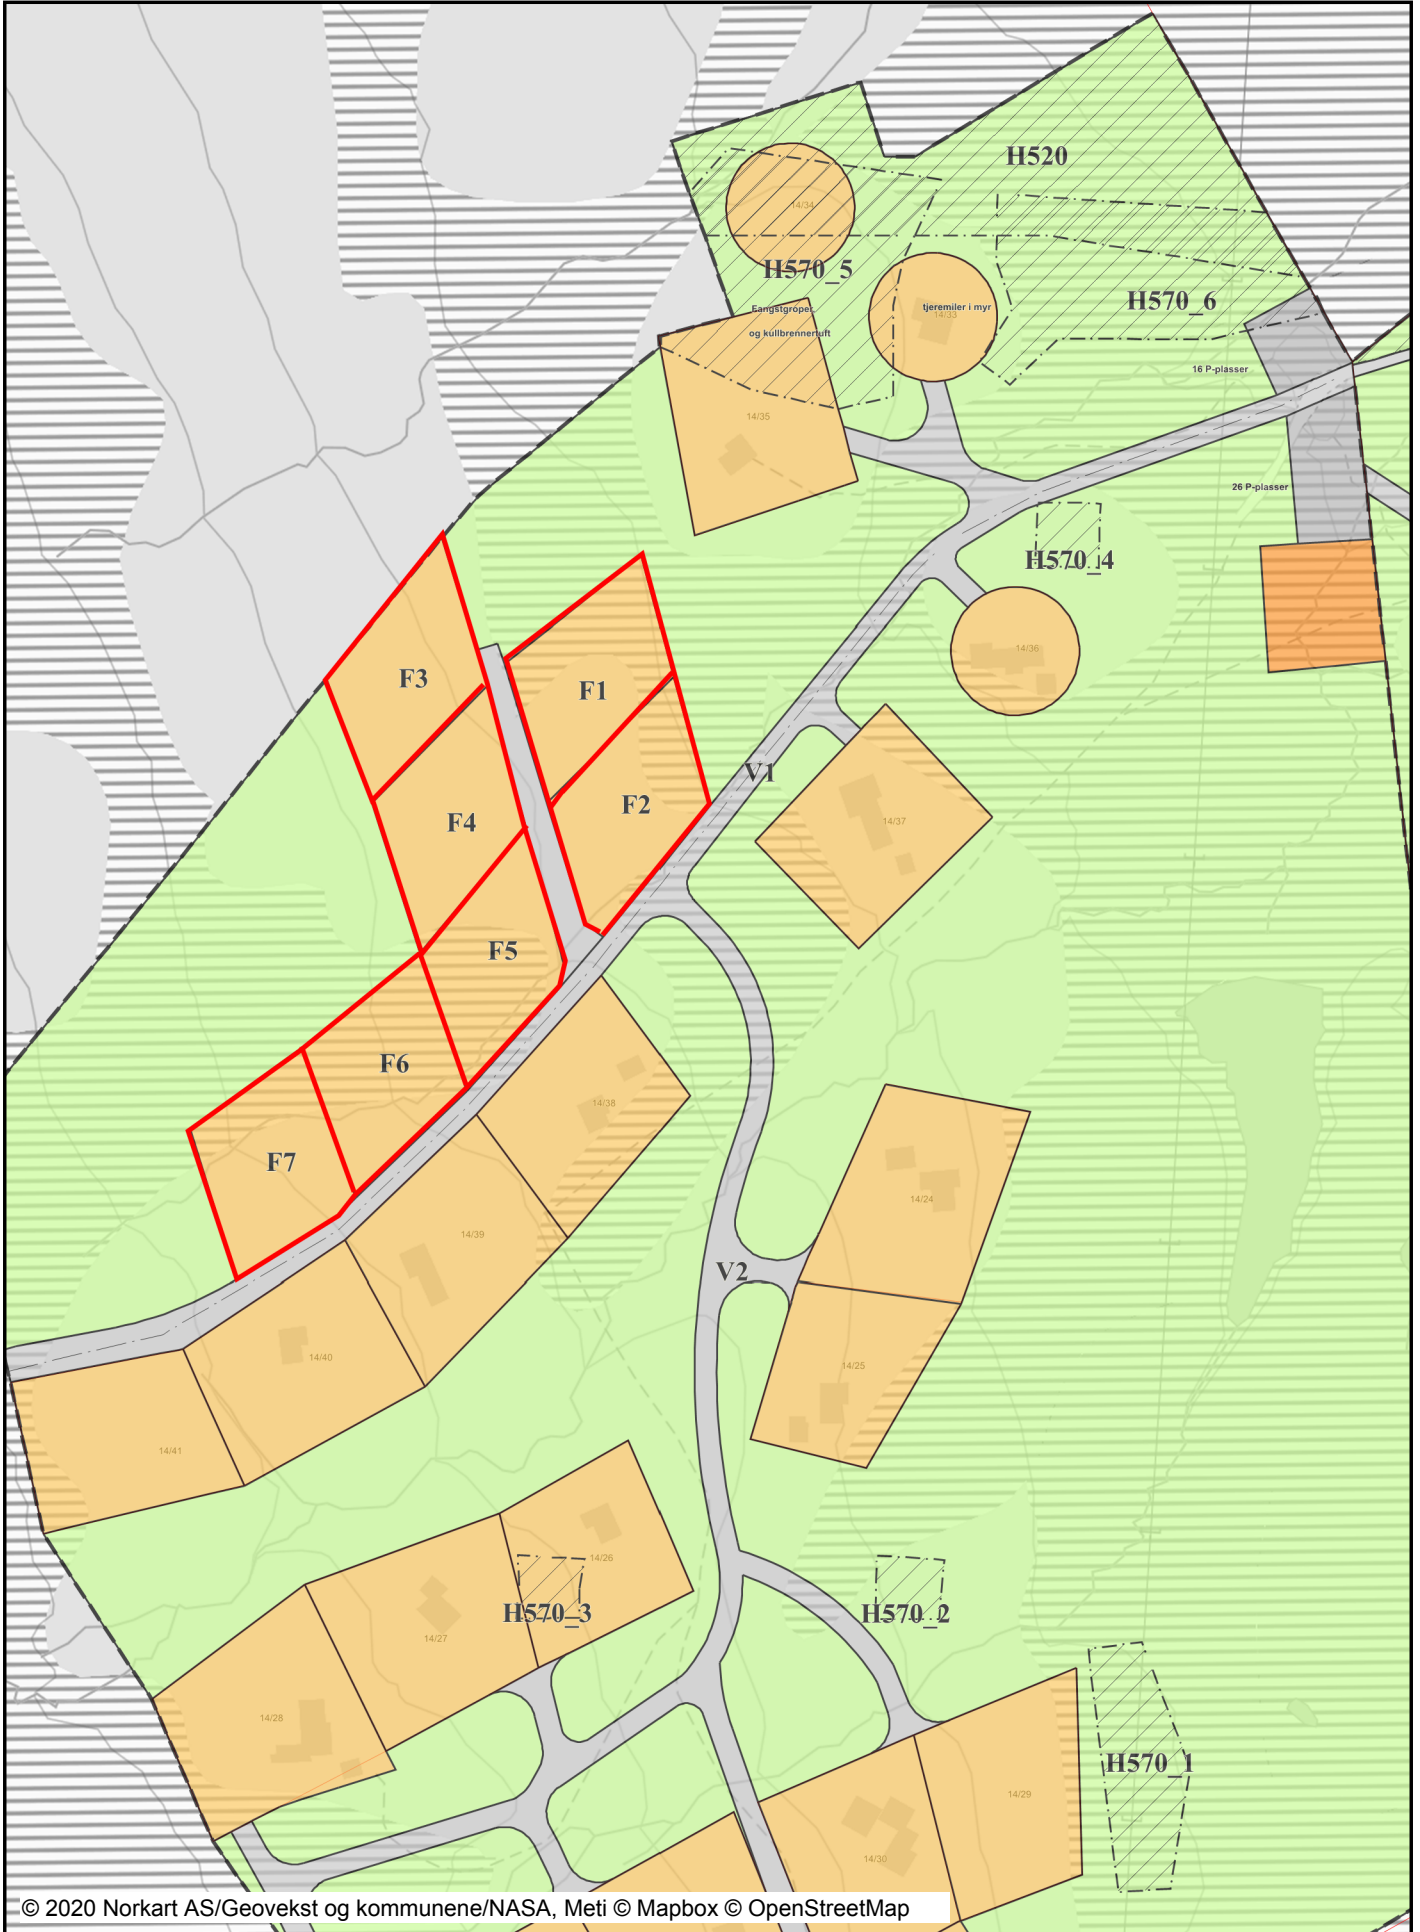 H520
14/34
H570_5
H570_6
Fangstgroper,
og kullbrennertuft
tjeremiler i myr
14/33
16 P-plasser
14/35
26 P-plasser
H570_4
14/36
F3
F1
F2
F4
V1
14/37
F5
F6
14/38
F7
14/24
14/39
V2
14/40
14/25
14/41
14/26
H570_3
H570_2
14/27
14/28
H570_1
14/29
14/30
© 2020 Norkart AS/Geovekst og kommunene/NASA, Meti © Mapbox © OpenStreetMap